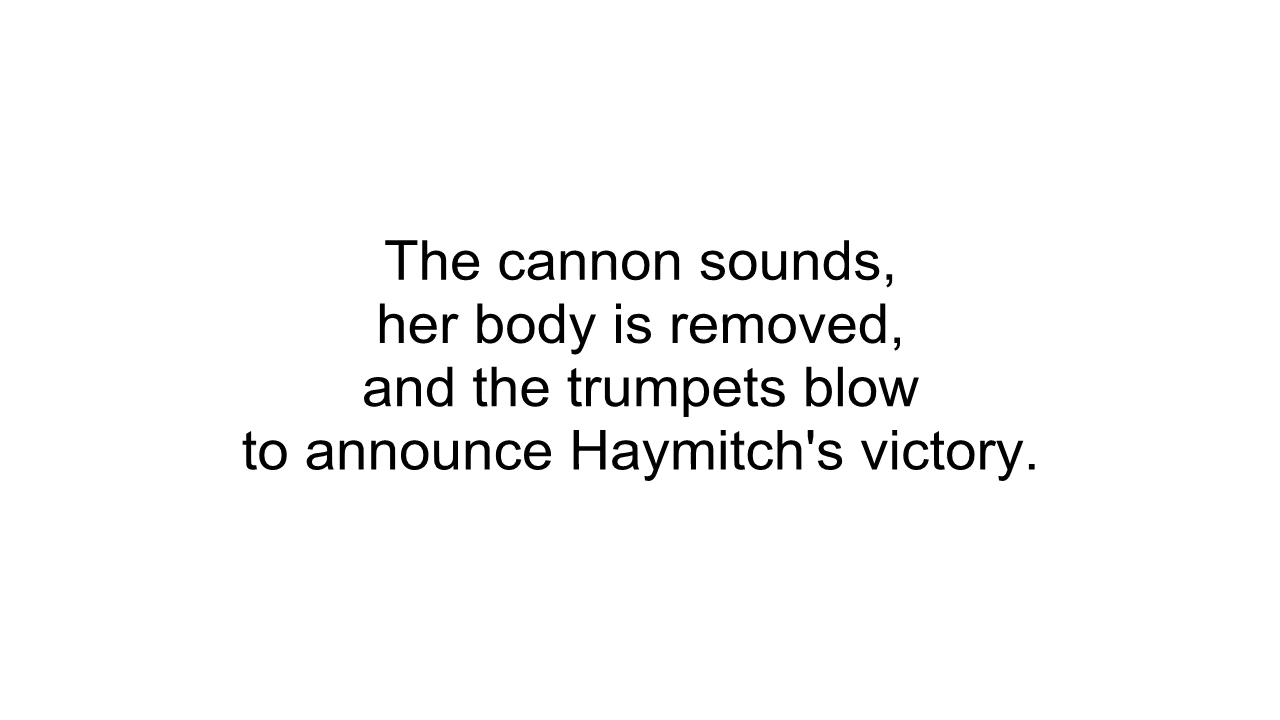 The cannon sounds,
her body is removed,
and the trumpets blow
to announce Haymitch's victory.